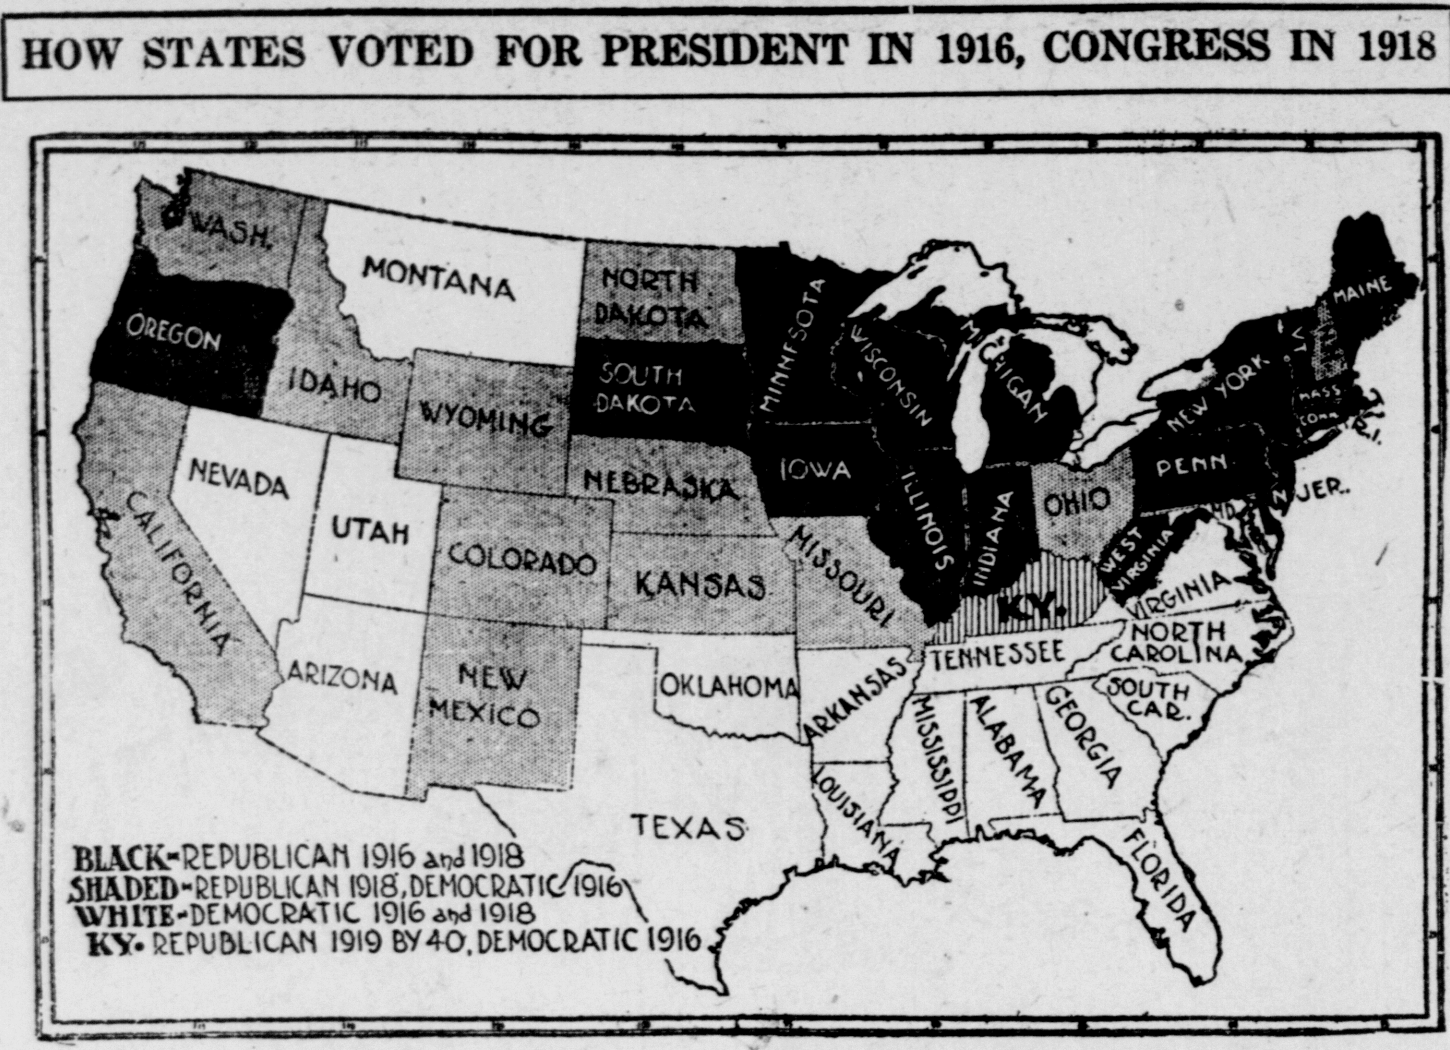 HOW STATES VOTED FOR PRESIDENT IN 1916, CONGRESS IN 1918
WASH.
MONTANA
NORTH
DAKOTA
MINNESOTA
MAINE
OREGON
IDAHO
WYOMING
SOUTH
DAKOTA
WISCONSIN
MICHIGAN
NEW YORK
VT
MASS
CONN
R.I.
NEVADA
UTAH
NEBRASKA
IOWA
ILLINOIS
INDIANA
OHIO
PENN
N JER..
MD.
CALIFORNIA
COLORADO
KANSAS
MISSOURI
KY.
WEST
VIRGINIA
VIRGINIA
ARIZONA
NEW
MEXICO
OKLAHOMA
ARKANSAS
TENNESSEE
NORTH
CAROLINA
SOUTH
CAR.
MISSISSIPPI
ALABAMA
GEORGIA
TEXAS
LOUISIANA
FLORIDA
BLACK-REPUBLICAN 1916 and 1918
SHADED-REPUBLICAN 1918, DEMOCRATIC 1916
WHITE-DEMOCRATIC 1916 and 1918
KY. REPUBLICAN 1919 BY 40, DEMOCRATIC 1916